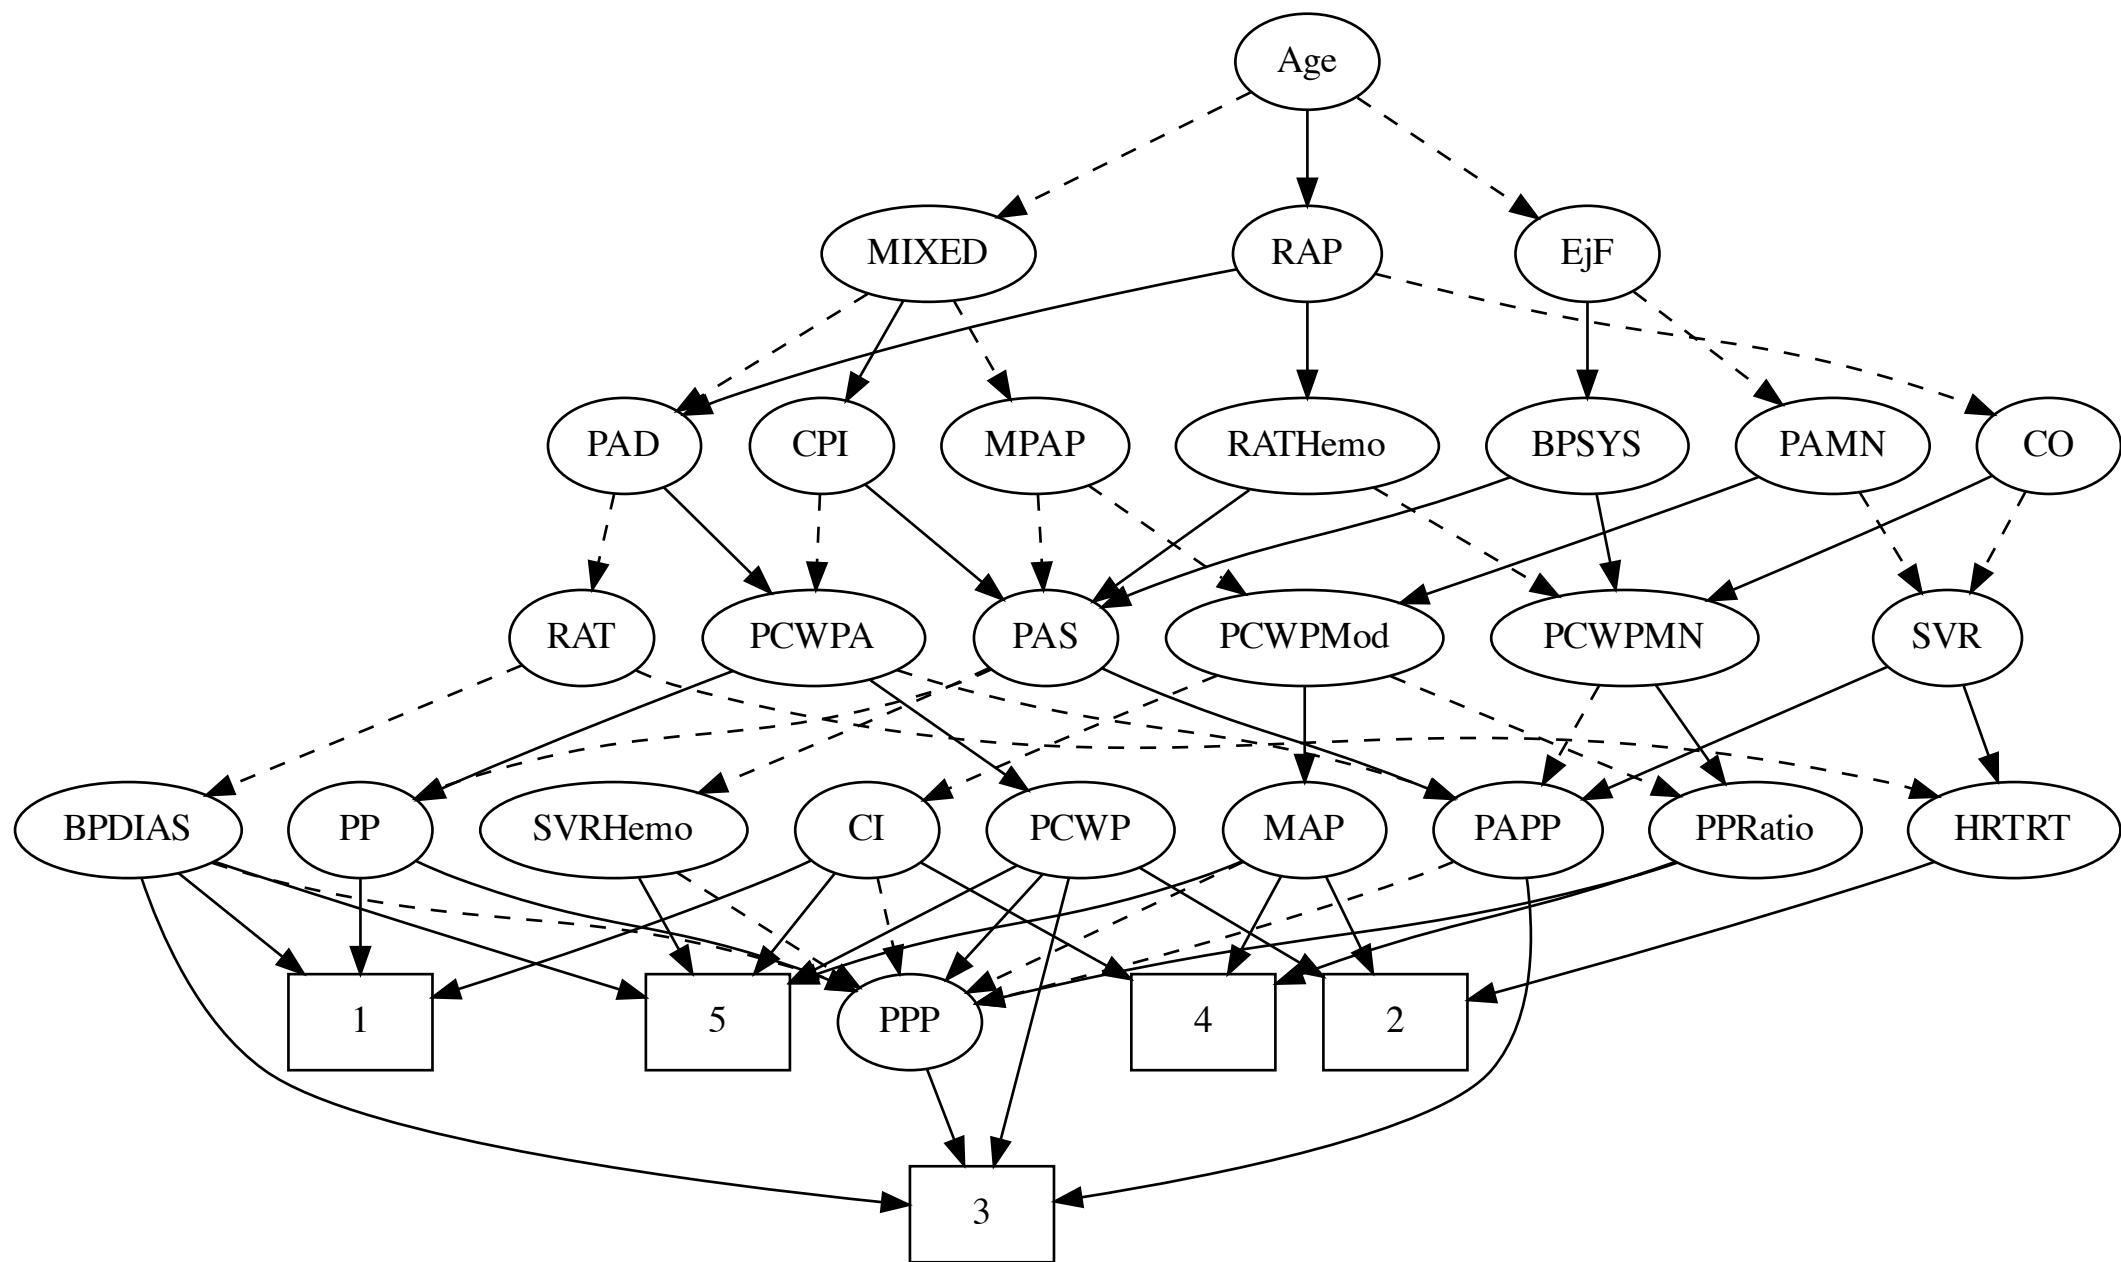 Age
MIXED
RAP
EjF
PAD
CPI
MPAP
RATHemo
BPSYS
PAMN
CO
RAT
PCWPA
PAS
PCWPMod
PCWPMN
SVR
BPDIAS
PP
SVRHemo
CI
PCWP
MAP
PAPP
PPRatio
HRTRT
1
5
PPP
4
2
3